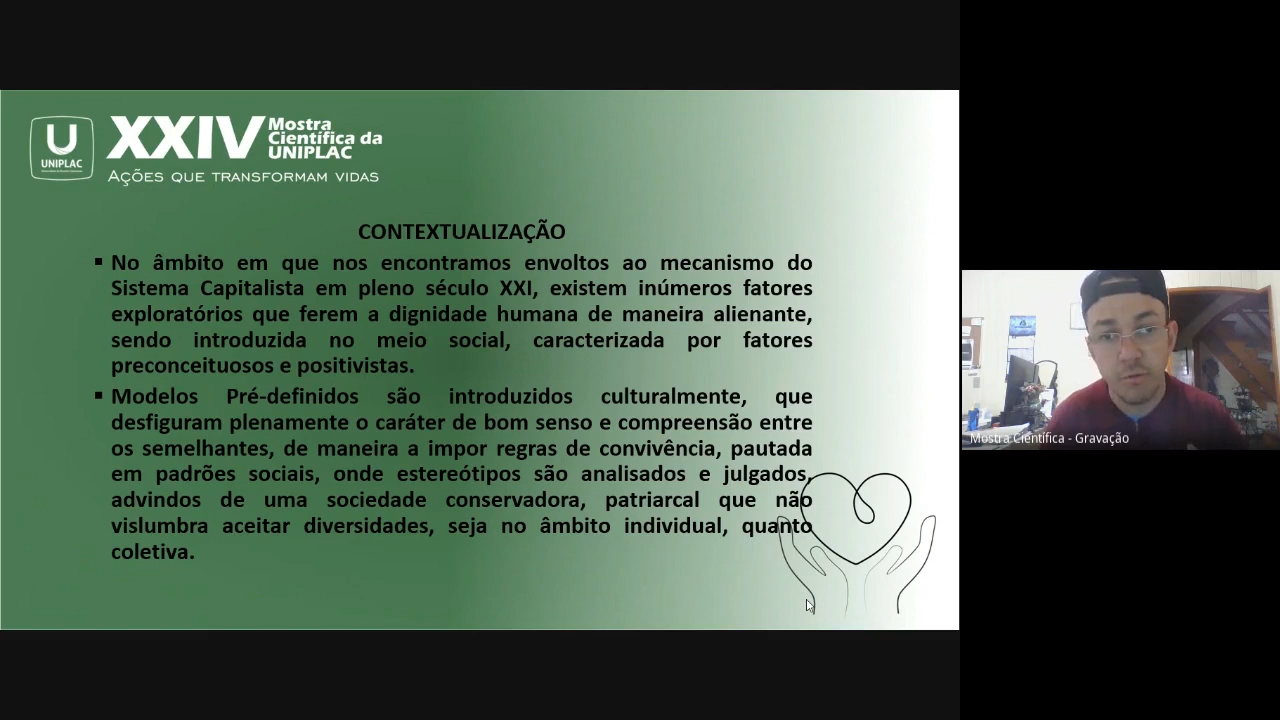 XXIV Mostra
Científica da
UNIPLAC
AÇÕES QUE TRANSFORMAM VIDAS
U
UNIPLAC
CONTEXTUALIZAÇÃO
▪ No âmbito em que nos encontramos envoltos ao mecanismo do
Sistema Capitalista em pleno século XXI, existem inúmeros fatores
exploratórios que ferem a dignidade humana de maneira alienante,
sendo introduzida no meio social, caracterizada por fatores
preconceituosos e positivistas.
▪ Modelos Pré-definidos são introduzidos culturalmente, que
desfiguram plenamente o caráter de bom senso e compreensão entre
os semelhantes, de maneira a impor regras de convivência, pautada
em padrões sociais, onde estereótipos são analisados e julgados,
advindos de uma sociedade conservadora, patriarcal que não
vislumbra aceitar diversidades, seja no âmbito individual, quanto
coletiva.
Mostra Científica - Gravação